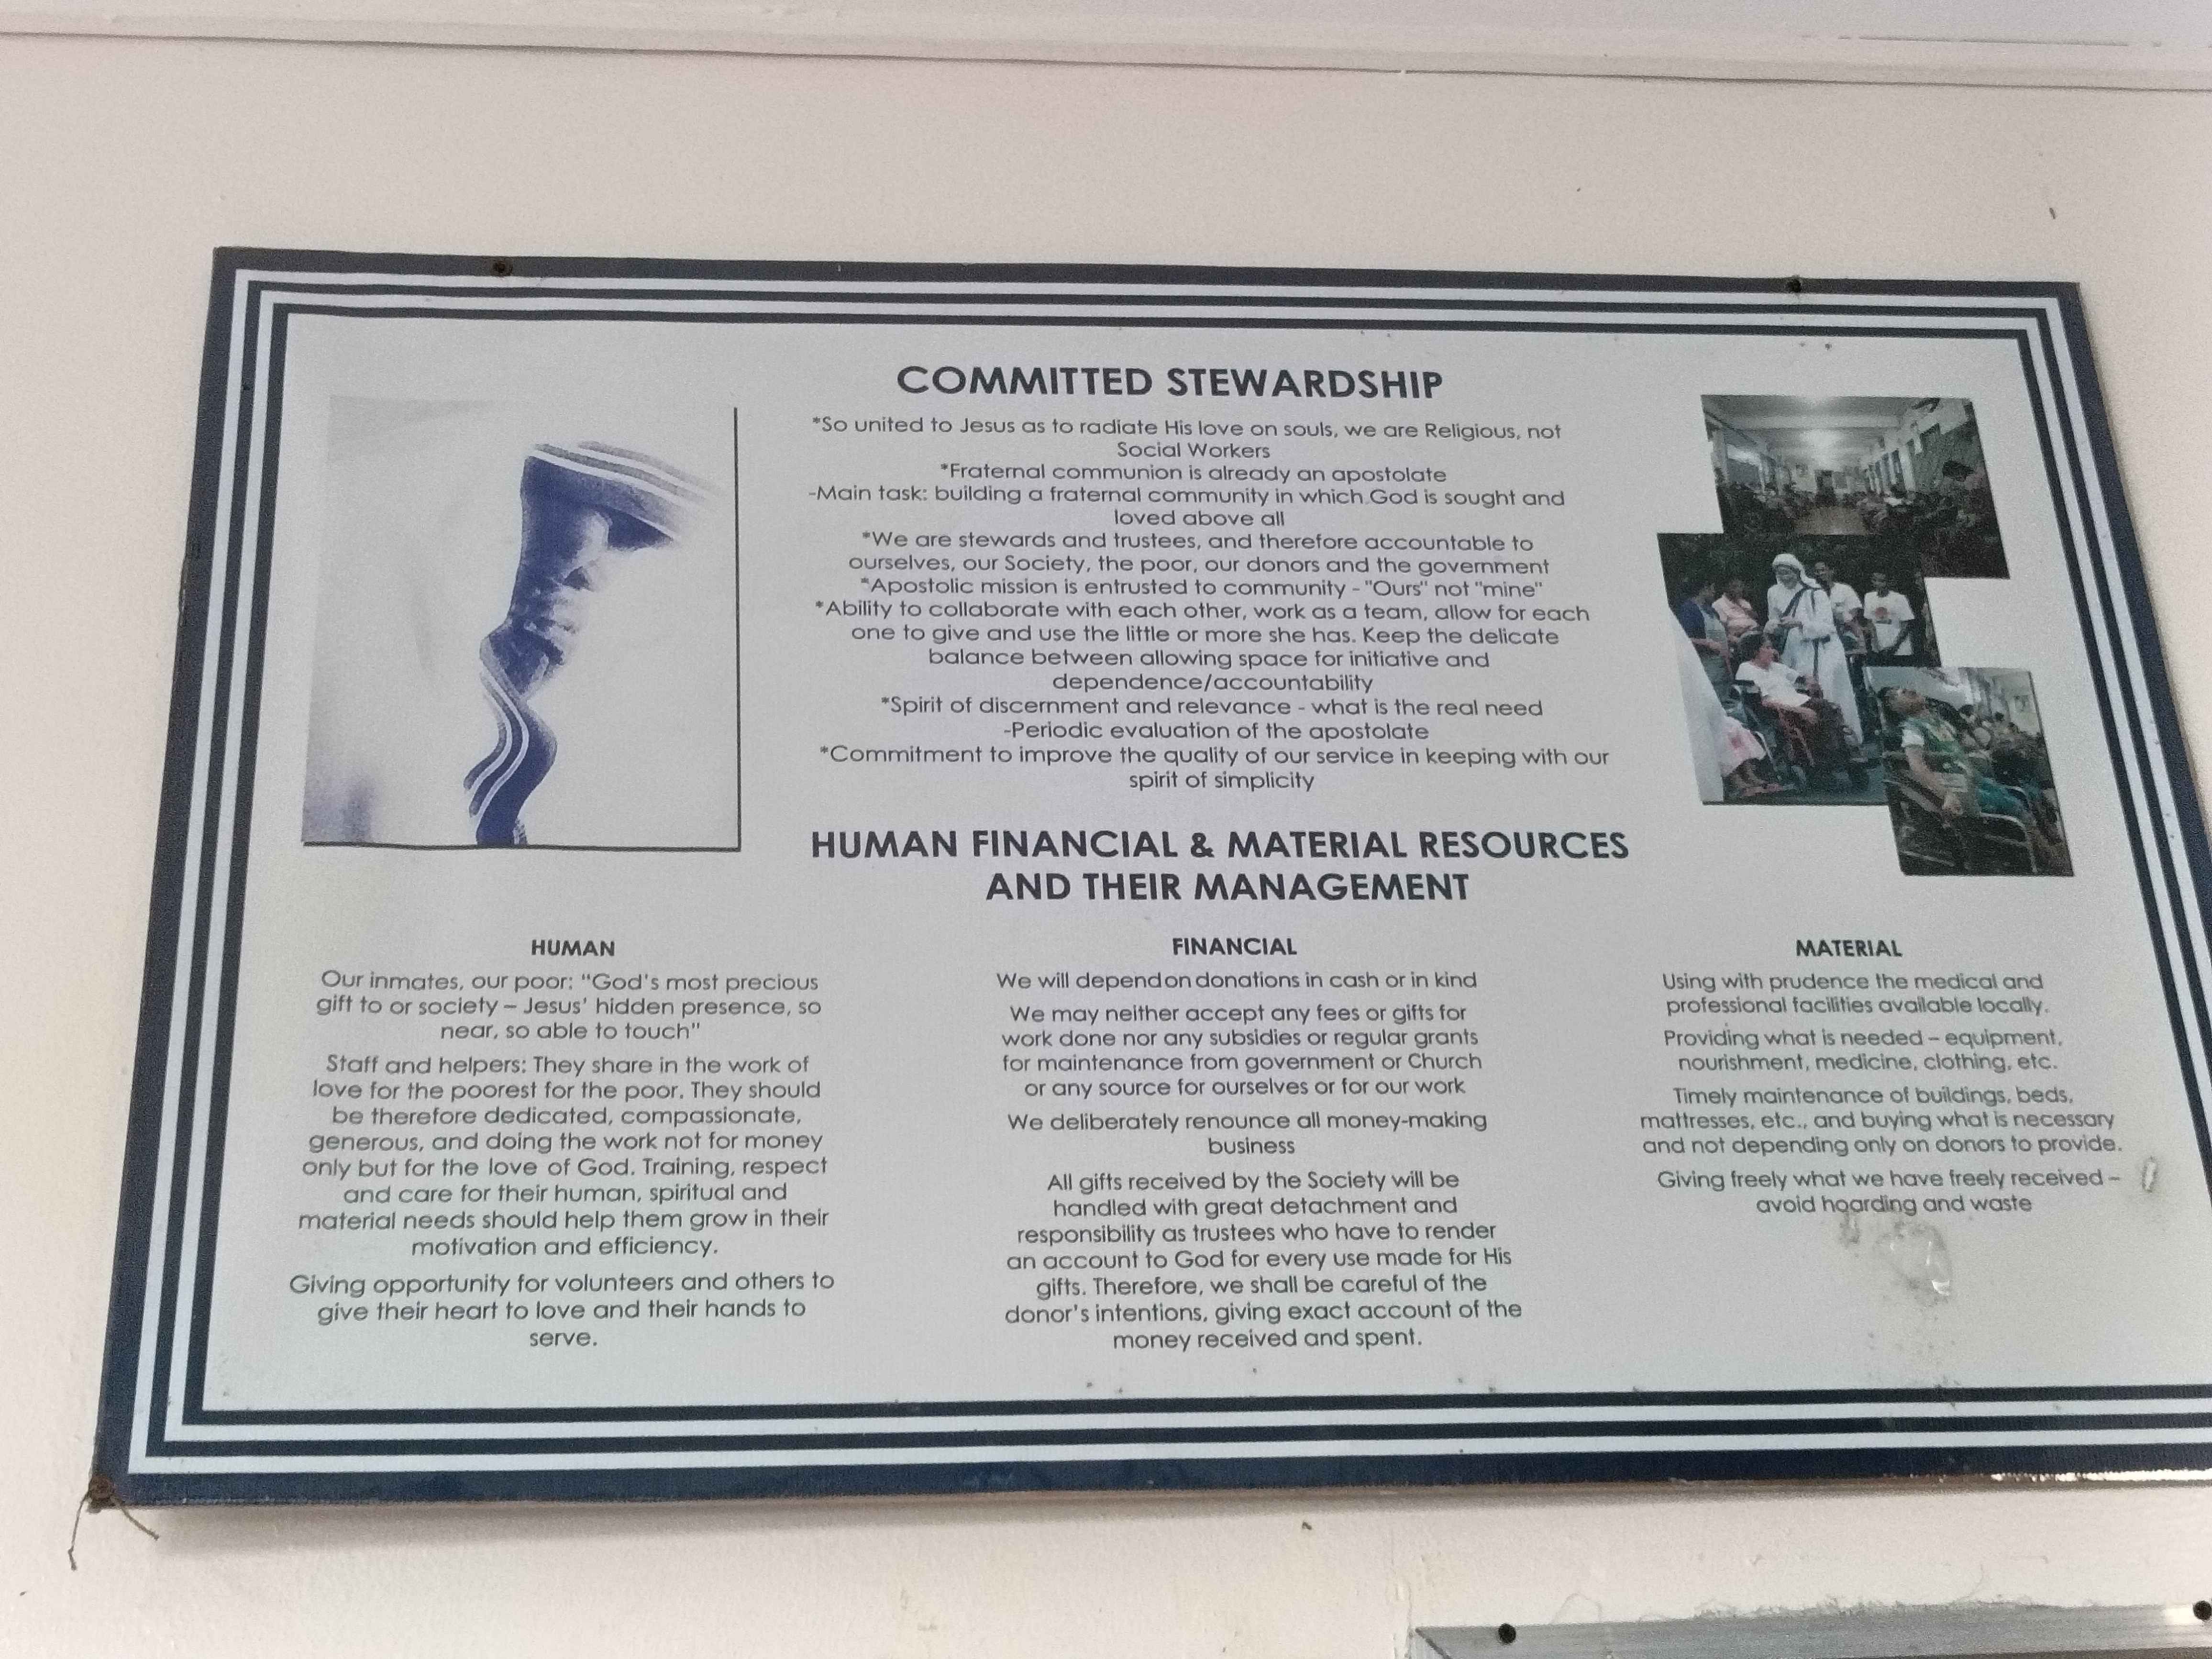 COMMITTED STEWARDSHIP
*So united to Jesus as to radiate His love on souls, we are Religious, not
Social Workers
*Fraternal communion is already an apostolate
-Main task: building a fraternal community in which God is sought and
loved above all
*We are stewards and trustees, and therefore accountable to
ourselves, our Society, the poor, our donors and the government
*Apostolic mission is entrusted to community - "Ours" not "mine"
*Ability to collaborate with each other, work as a team, allow for each
one to give and use the little or more she has. Keep the delicate
balance between allowing space for initiative and
dependence/accountability
*Spirit of discernment and relevance - what is the real need
-Periodic evaluation of the apostolate
*Commitment to improve the quality of our service in keeping with our
spirit of simplicity
HUMAN FINANCIAL & MATERIAL RESOURCES
AND THEIR MANAGEMENT
HUMAN
Our inmates, our poor: "God's most precious
gift to or society – Jesus' hidden presence, so
near, so able to touch"
Staff and helpers: They share in the work of
love for the poorest for the poor. They should
be therefore dedicated, compassionate,
generous, and doing the work not for money
only but for the love of God. Training, respect
and care for their human, spiritual and
material needs should help them grow in their
motivation and efficiency.
Giving opportunity for volunteers and others to
give their heart to love and their hands to
serve.
FINANCIAL
We will depend on donations in cash or in kind
We may neither accept any fees or gifts for
work done nor any subsidies or regular grants
for maintenance from government or Church
or any source for ourselves or for our work
We deliberately renounce all money-making
business
All gifts received by the Society will be
handled with great detachment and
responsibility as trustees who have to render
an account to God for every use made for His
gifts. Therefore, we shall be careful of the
donor's intentions, giving exact account of the
money received and spent.
MATERIAL
Using with prudence the medical and
professional facilities available locally.
Providing what is needed – equipment,
nourishment, medicine, clothing, etc.
Timely maintenance of buildings, beds,
mattresses, etc., and buying what is necessary
and not depending only on donors to provide.
Giving freely what we have freely received –
avoid hoarding and waste